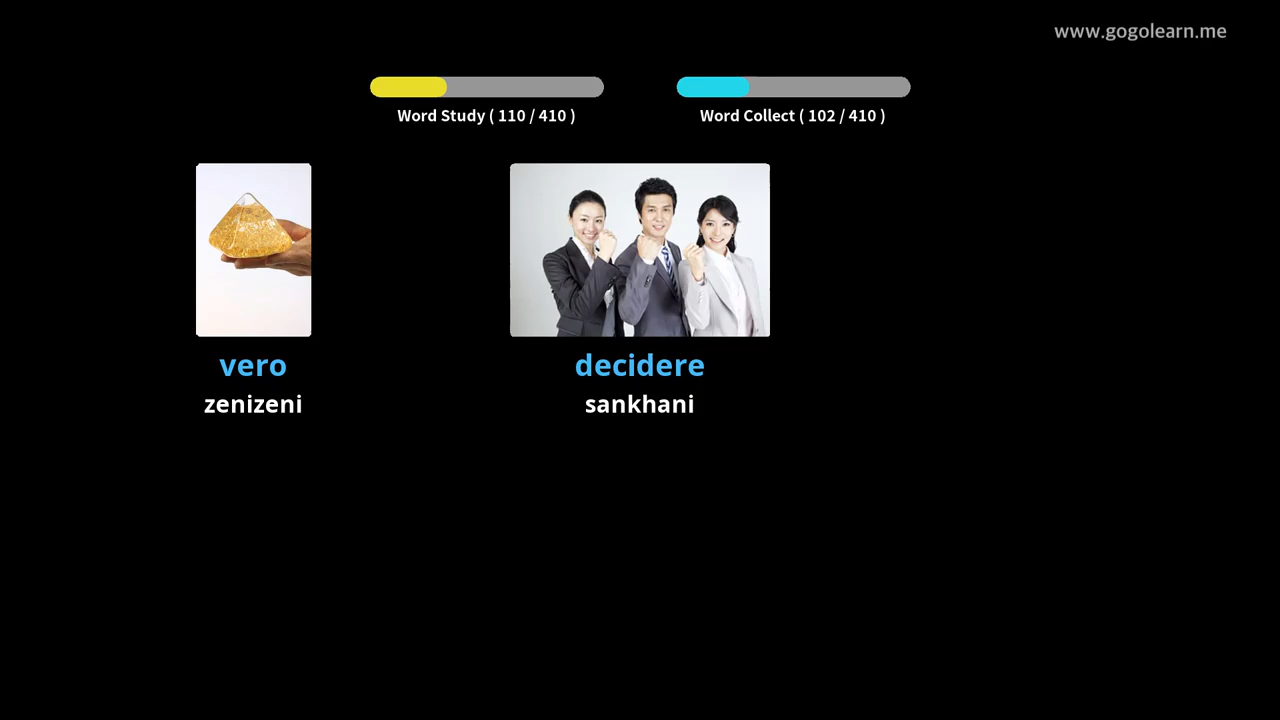 www.gogolearn.me
Word Study ( 110 / 410 )
Word Collect ( 102 / 410 )
vero
zenizeni
decidere
sankhani